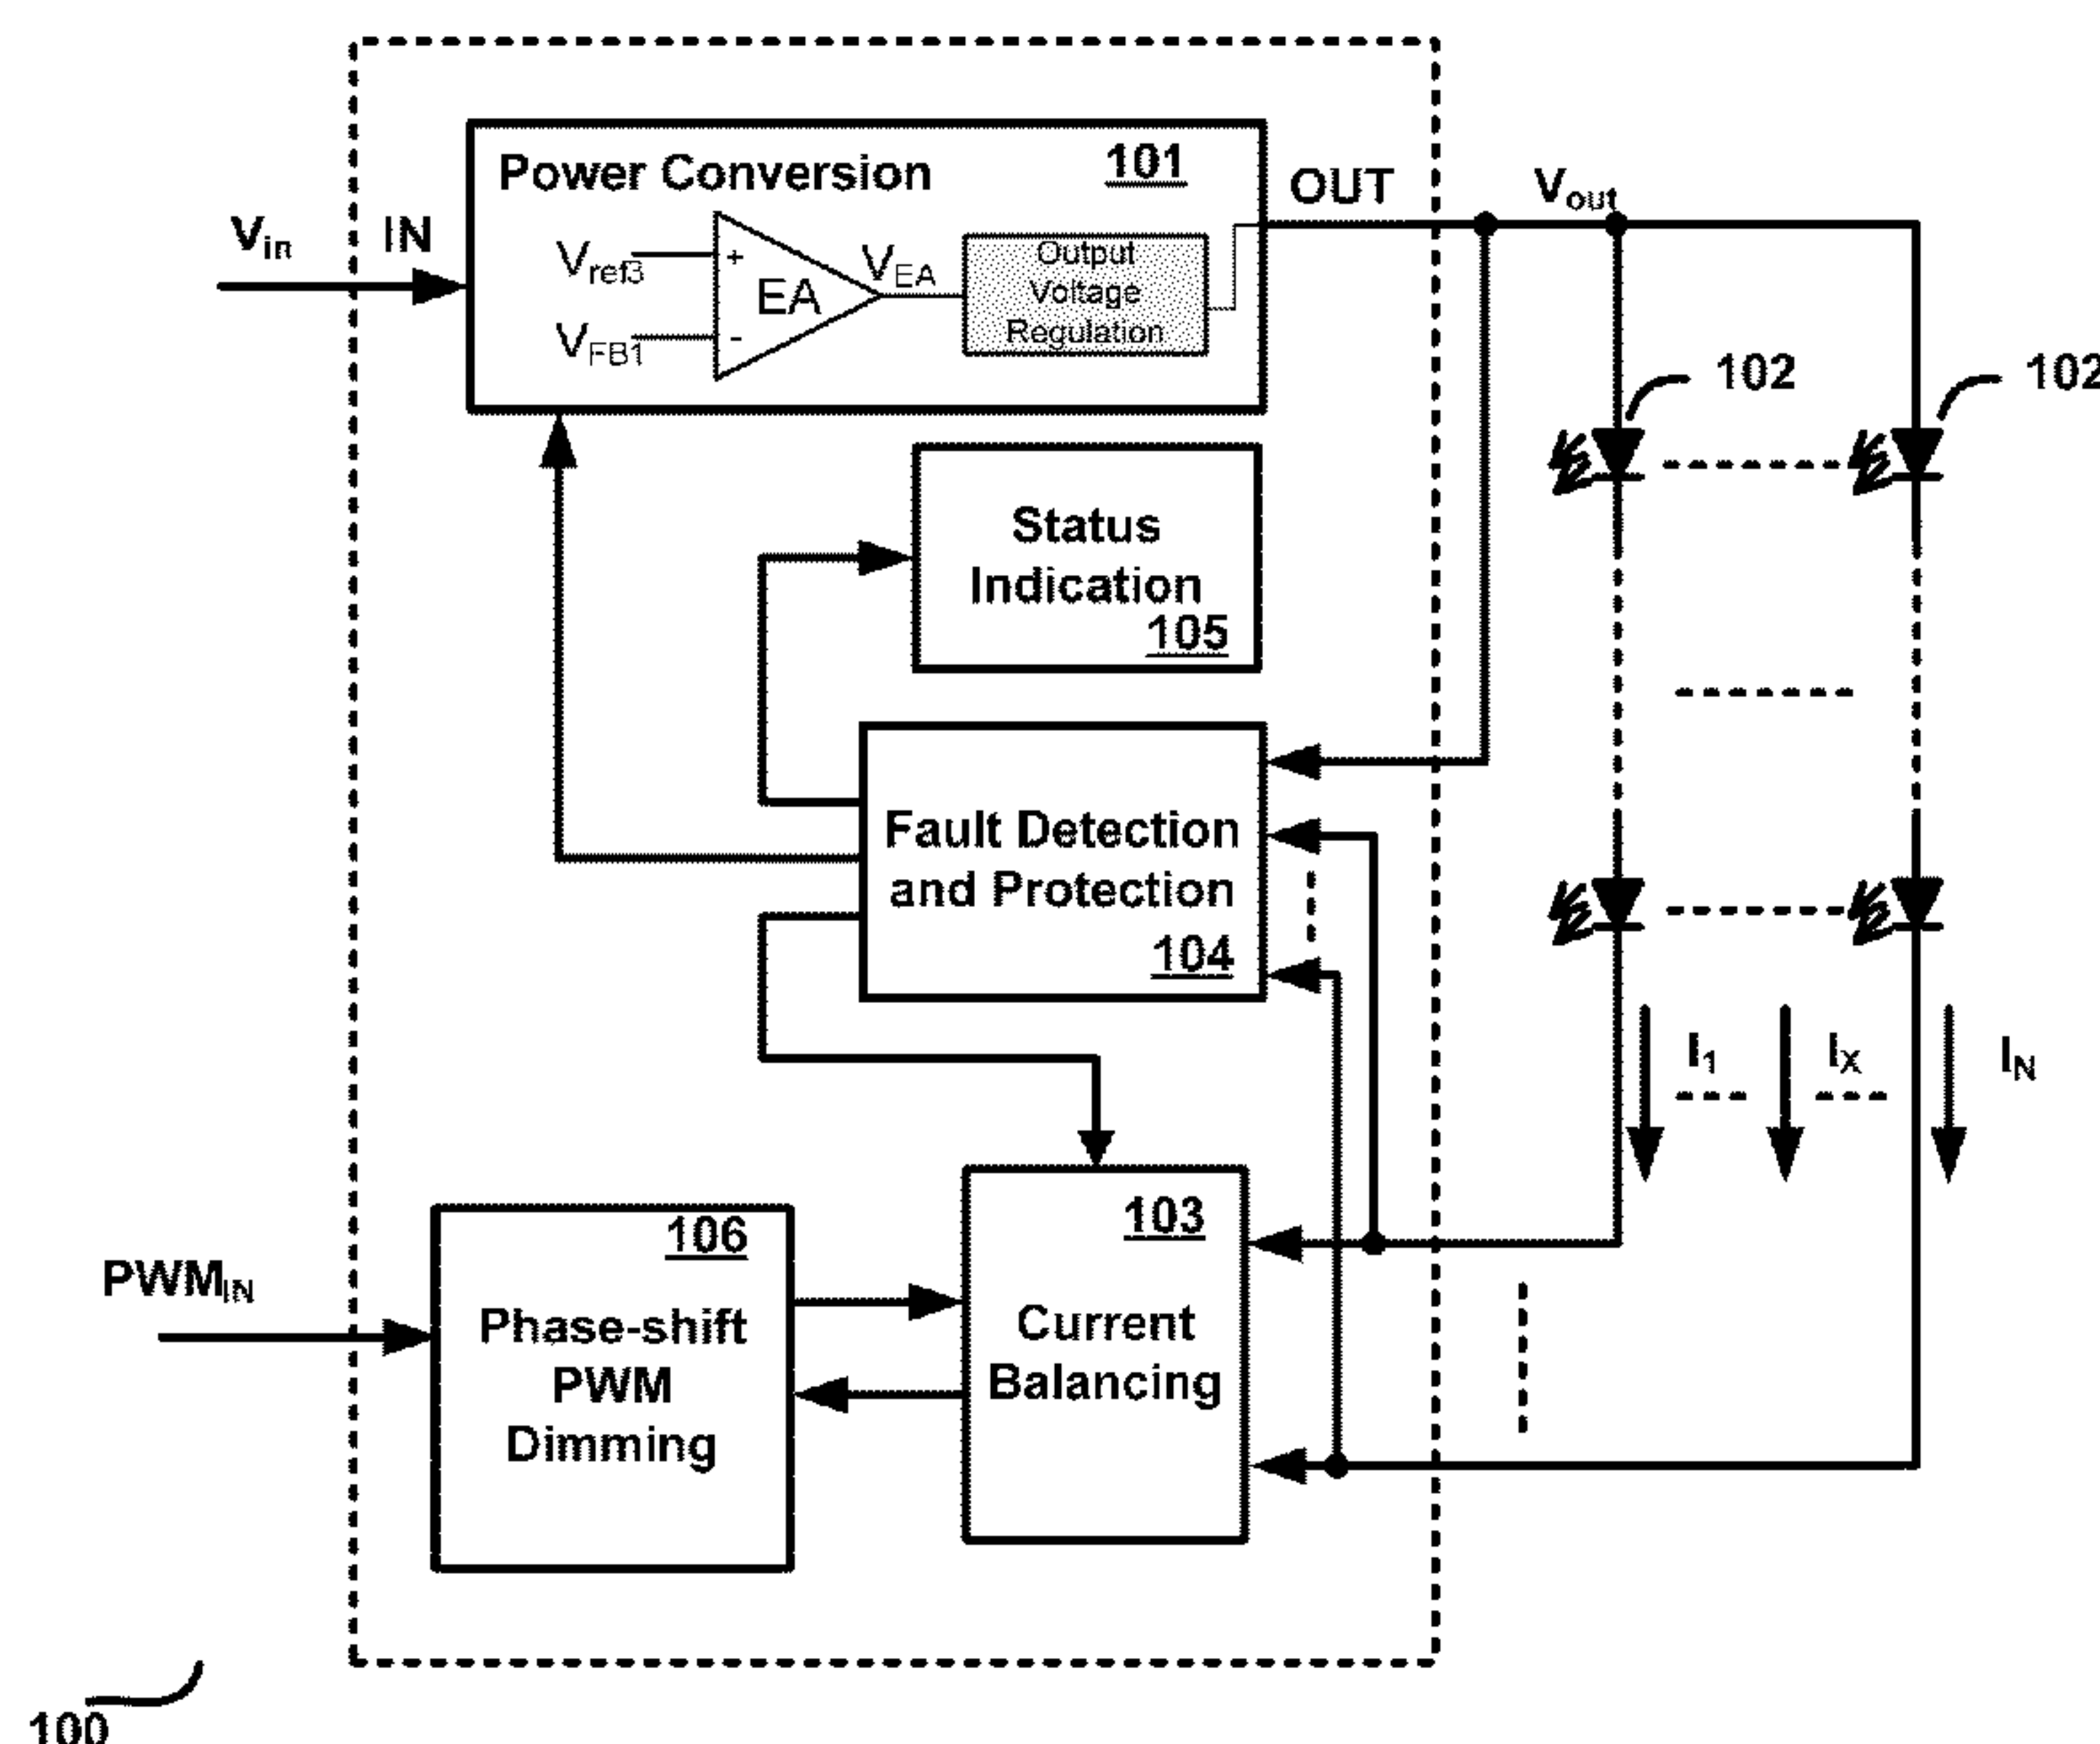 Power Conversion
101
OUT
Vout
Vin
IN
Vref3
+
EA
VEA
VFB1
-
Output
Voltage
Regulation
102
102
Status
Indication
105
Fault Detection
and Protection
104
I1
IX
IN
103
Current
Balancing
106
Phase-shift
PWM
Dimming
PWMIN
100